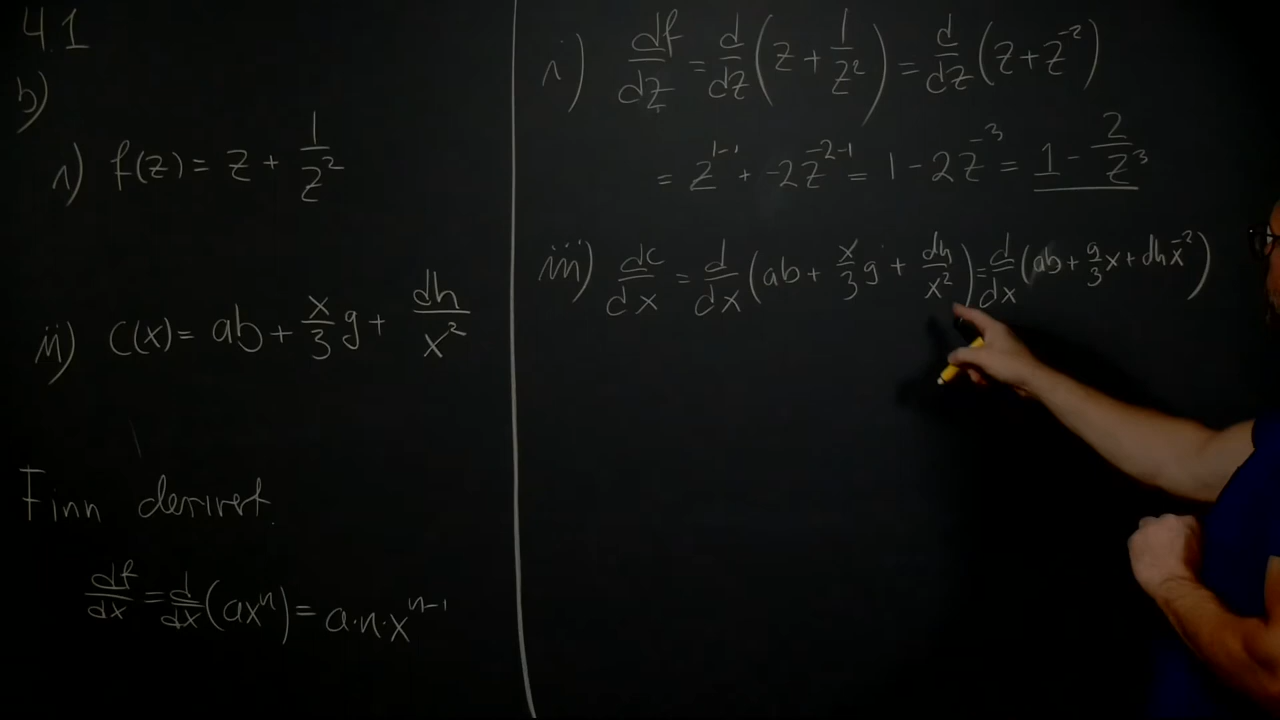 4.1
b)
i) f(z) = z + 1/z²
ii) C(x) = ab + x/3 g + dh/x²
Finn derivert.
df/dx = d/dx (axⁿ) = a·n·xⁿ⁻¹
i) df/dz = d/dz (z + 1/z²) = d/dz (z + z⁻²)
= z¹⁻¹ + -2z⁻²⁻¹ = 1 - 2z⁻³ = 1 - 2/z³
iii) dc/dx = d/dx (ab + x/3 g + dh/x²) = d/dx (ab + g/3 x + dhx⁻²)